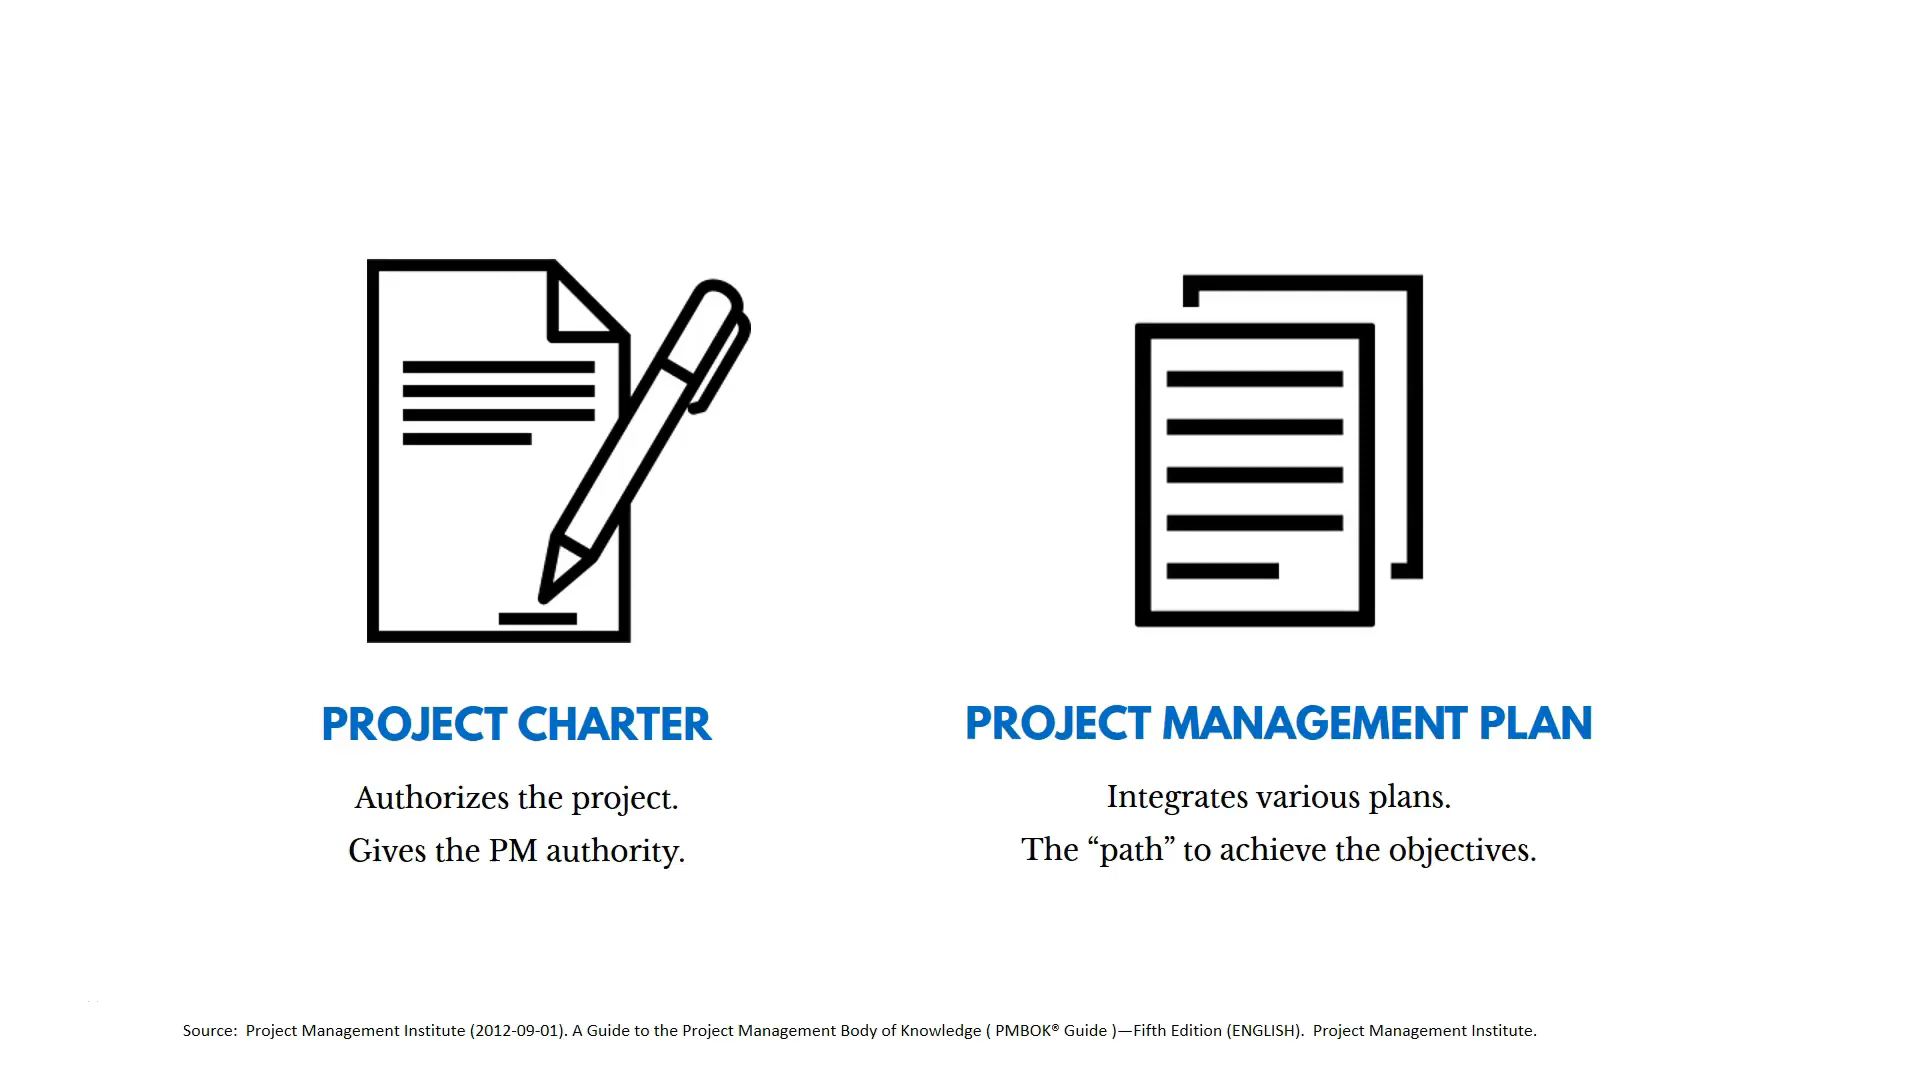 PROJECT CHARTER
Authorizes the project.
Gives the PM authority.
PROJECT MANAGEMENT PLAN
Integrates various plans.
The “path” to achieve the objectives.
Source:  Project Management Institute (2012-09-01). A Guide to the Project Management Body of Knowledge ( PMBOK® Guide )—Fifth Edition (ENGLISH).  Project Management Institute.